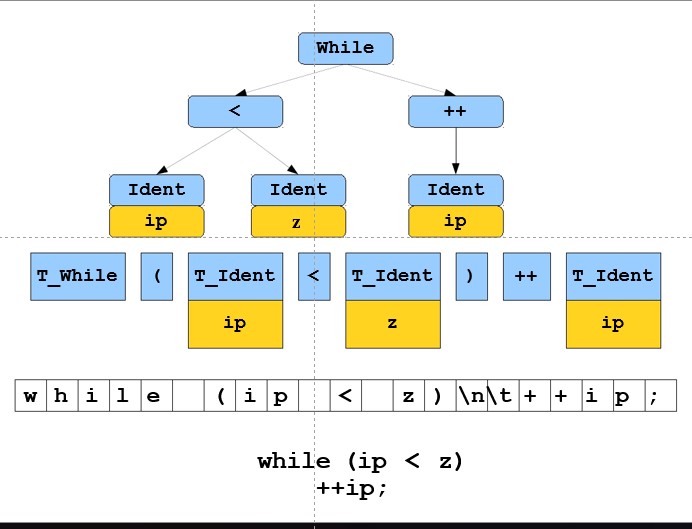 While
< ++
Ident Ident Ident
ip z ip
T_While ( T_Ident < T_Ident ) ++ T_Ident
ip z ip
w h i l e ( i p < z ) \n \t + + i p ;
while (ip < z)
++ip;